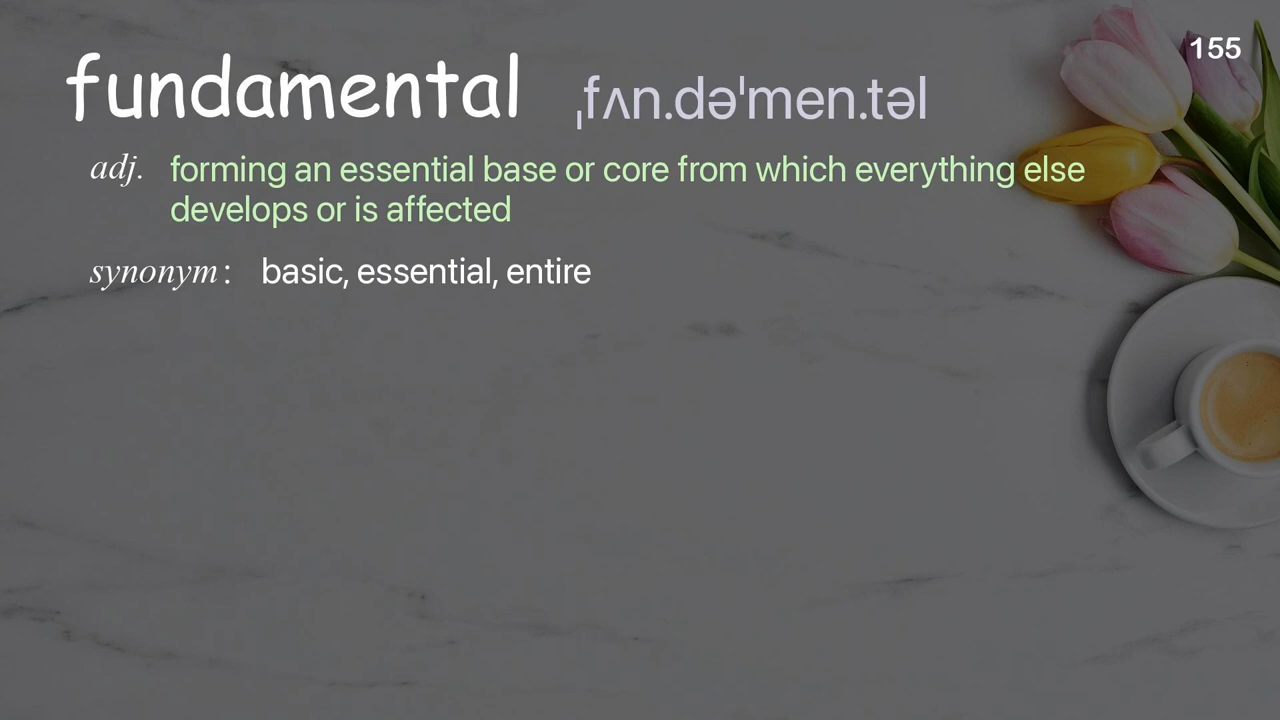 155
fundamental ˌfʌn.dəˈmen.təl
adj. forming an essential base or core from which everything else
develops or is affected
synonym: basic, essential, entire